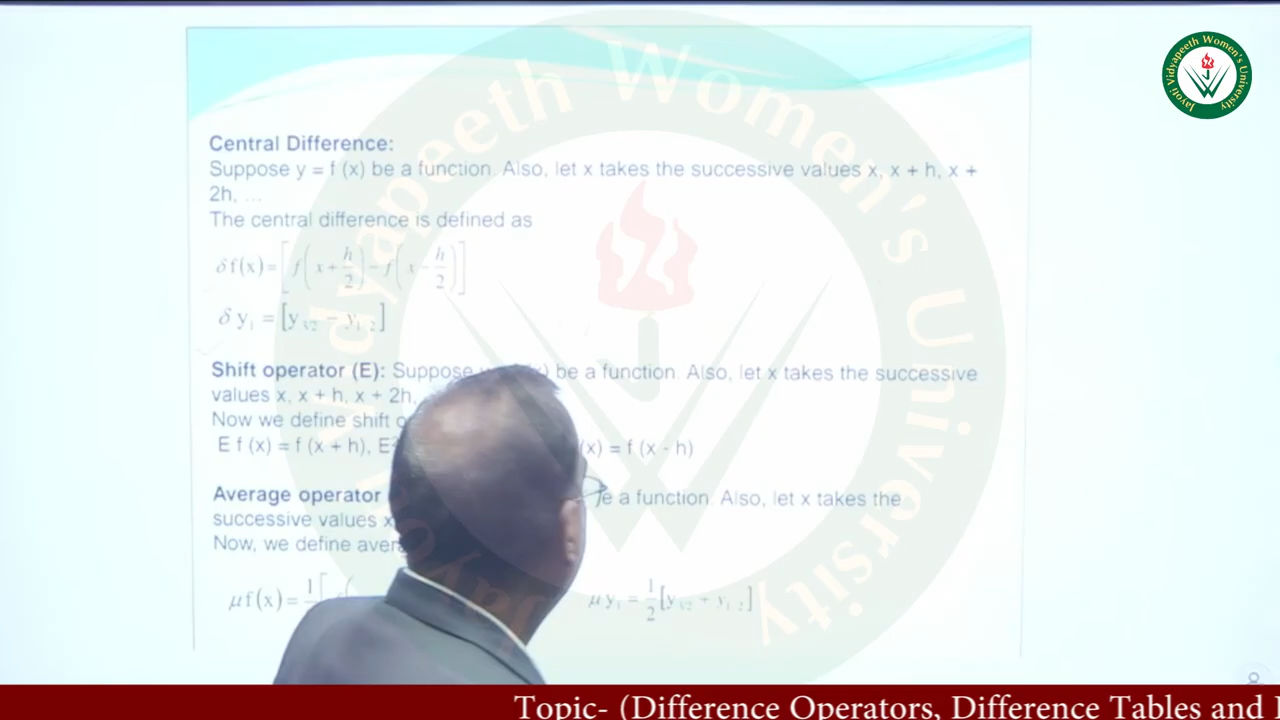 Jayoti Vidyapeeth Women's University
Central Difference:
Suppose y = f (x) be a function. Also, let x takes the successive values x, x + h, x +
2h, ...
The central difference is defined as
δf(x)=[f(x+h/2)−f(x−h/2)]
δ y₁ = [y₃/₂ − y₁/₂]
Shift operator (E): Suppose be a function. Also, let x takes the successive
values x, x + h, x + 2h,
Now we define shift
E f (x) = f (x + h), (x) = f (x - h)
Average operator a function. Also, let x takes the
successive values x
Now, we define
μf(x)= 1/2[ μy₁ = 1/2[y₃/₂ + y₁/₂]
Topic- (Difference Operators, Difference Tables and